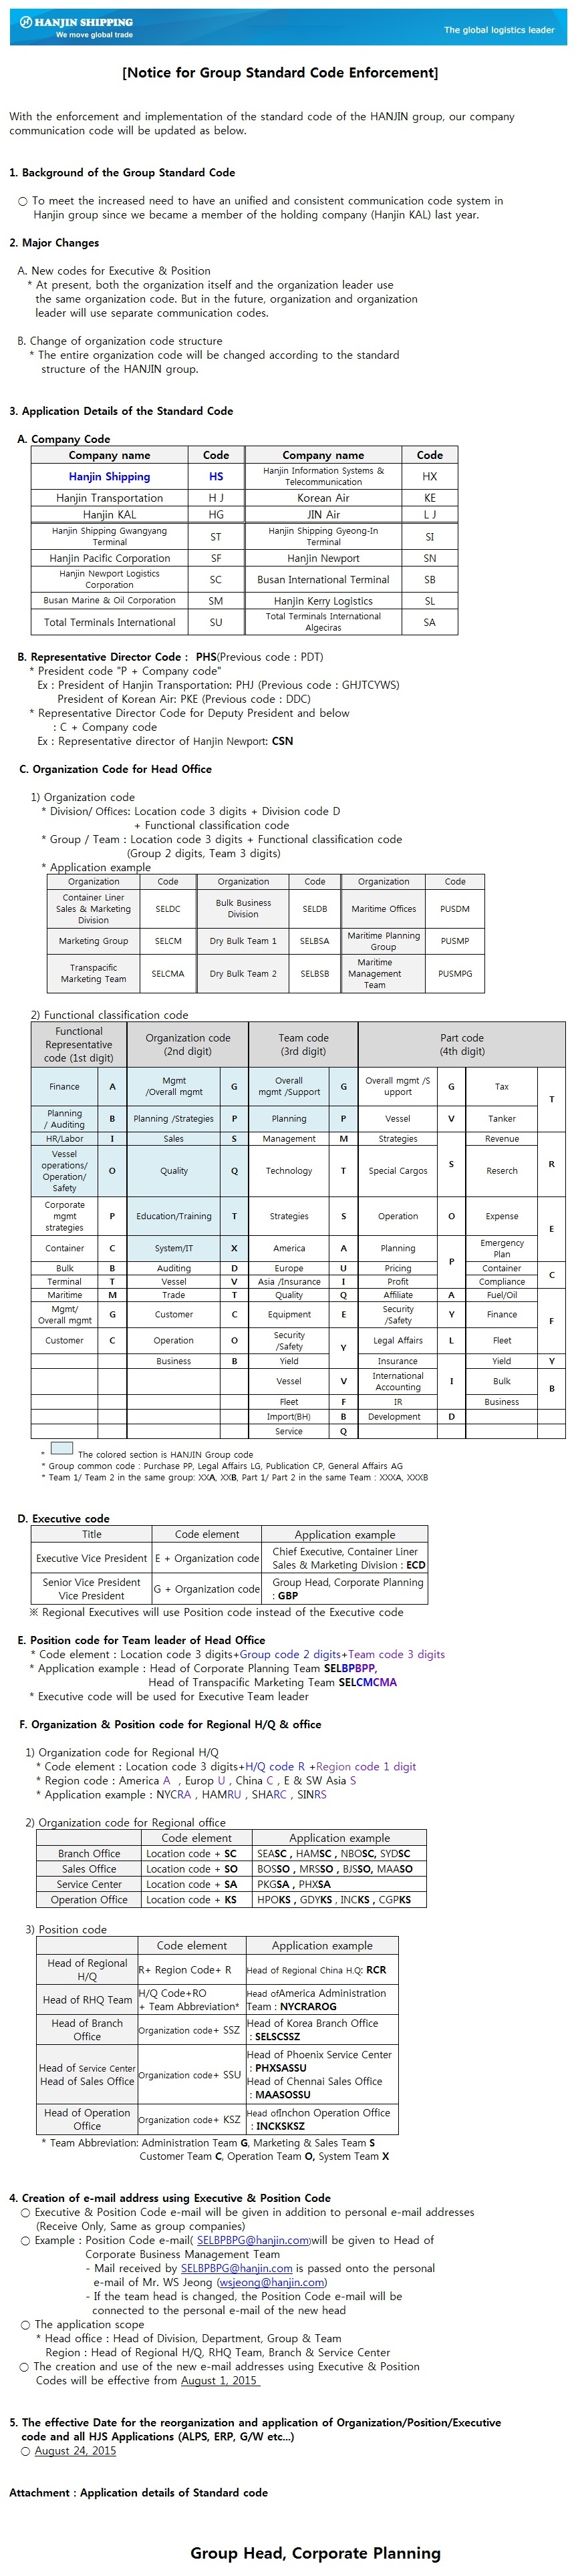 HANJIN SHIPPING
We move global trade
The global logistics leader
[Notice for Group Standard Code Enforcement]
With the enforcement and implementation of the standard code of the HANJIN group, our company
communication code will be updated as below.
1. Background of the Group Standard Code
○ To meet the increased need to have an unified and consistent communication code system in
Hanjin group since we became a member of the holding company (Hanjin KAL) last year.
2. Major Changes
A. New codes for Executive & Position
* At present, both the organization itself and the organization leader use
the same organization code. But in the future, organization and organization
leader will use separate communication codes.
B. Change of organization code structure
* The entire organization code will be changed according to the standard
structure of the HANJIN group.
3. Application Details of the Standard Code
A. Company Code
Company name Code Company name Code
Hanjin Shipping HS Hanjin Information Systems &
Telecommunication HX
Hanjin Transportation H J Korean Air KE
Hanjin KAL HG JIN Air L J
Hanjin Shipping Gwangyang
Terminal ST Hanjin Shipping Gyeong-In
Terminal SI
Hanjin Pacific Corporation SF Hanjin Newport SN
Hanjin Newport Logistics
Corporation SC Busan International Terminal SB
Busan Marine & Oil Corporation SM Hanjin Kerry Logistics SL
Total Terminals International SU Total Terminals International
Algeciras SA
B. Representative Director Code : PHS(Previous code : PDT)
* President code "P + Company code"
Ex : President of Hanjin Transportation: PHJ (Previous code : GHJTCYWS)
President of Korean Air: PKE (Previous code : DDC)
* Representative Director Code for Deputy President and below
: C + Company code
Ex : Representative director of Hanjin Newport: CSN
C. Organization Code for Head Office
1) Organization code
* Division/ Offices: Location code 3 digits + Division code D
+ Functional classification code
* Group / Team : Location code 3 digits + Functional classification code
(Group 2 digits, Team 3 digits)
* Application example
Organization Code Organization Code Organization Code
Container Liner
Sales & Marketing
Division SELDC Bulk Business
Division SELDB Maritime Offices PUSDM
Marketing Group SELCM Dry Bulk Team 1 SELBSA Maritime Planning
Group PUSMP
Transpacific
Marketing Team SELCMA Dry Bulk Team 2 SELBSB Maritime
Management
Team PUSMPG
2) Functional classification code
Functional
Representative
code (1st digit) Organization code
(2nd digit) Team code
(3rd digit) Part code
(4th digit)
Finance A Mgmt
/Overall mgmt G Overall
mgmt /Support G Overall mgmt /S
upport G Tax T
Planning
/ Auditing B Planning /Strategies P Planning P Vessel V Tanker
HR/Labor I Sales S Management M Strategies S Revenue R
Vessel
operations/
Operation/
Safety O Quality Q Technology T Special Cargos Reserch
Corporate
mgmt
strategies P Education/Training T Strategies S Operation O Expense E
Container C System/IT X America A Planning P Emergency
Plan
Bulk B Auditing D Europe U Pricing Container C
Terminal T Vessel V Asia /Insurance I Profit Compliance
Maritime M Trade T Quality Q Affiliate A Fuel/Oil F
Mgmt/
Overall mgmt G Customer C Equipment E Security
/Safety Y Finance
Customer C Operation O Security
/Safety Y Legal Affairs L Fleet
Business B Yield Insurance I Yield Y
Vessel V International
Accounting Bulk B
Fleet F IR Business
Import(BH) B Development D
Service Q
* The colored section is HANJIN Group code
* Group common code : Purchase PP, Legal Affairs LG, Publication CP, General Affairs AG
* Team 1/ Team 2 in the same group: XXA, XXB, Part 1/ Part 2 in the same Team : XXXA, XXXB
D. Executive code
Title Code element Application example
Executive Vice President E + Organization code Chief Executive, Container Liner
Sales & Marketing Division : ECD
Senior Vice President
Vice President G + Organization code Group Head, Corporate Planning
: GBP
※ Regional Executives will use Position code instead of the Executive code
E. Position code for Team leader of Head Office
* Code element : Location code 3 digits+Group code 2 digits+Team code 3 digits
* Application example : Head of Corporate Planning Team SELBPBPP,
Head of Transpacific Marketing Team SELCMCMA
* Executive code will be used for Executive Team leader
F. Organization & Position code for Regional H/Q & office
1) Organization code for Regional H/Q
* Code element : Location code 3 digits+H/Q code R +Region code 1 digit
* Region code : America A , Europ U , China C , E & SW Asia S
* Application example : NYCRA , HAMRU , SHARC , SINRS
2) Organization code for Regional office
Code element Application example
Branch Office Location code + SC SEASC , HAMSC , NBOSC, SYDSC
Sales Office Location code + SO BOSSO , MRSSO , BJSSO, MAASO
Service Center Location code + SA PKGSA , PHXSA
Operation Office Location code + KS HPOKS , GDYKS , INCKS , CGPKS
3) Position code
Code element Application example
Head of Regional
H/Q R+ Region Code+ R Head of Regional China H.Q: RCR
Head of RHQ Team H/Q Code+RO
+ Team Abbreviation* Head ofAmerica Administration
Team : NYCRAROG
Head of Branch
Office Organization code+ SSZ Head of Korea Branch Office
: SELSCSSZ
Head of Service Center
Head of Sales Office Organization code+ SSU Head of Phoenix Service Center
: PHXSASSU
Head of Chennai Sales Office
: MAASOSSU
Head of Operation
Office Organization code+ KSZ Head ofInchon Operation Office
: INCKSKSZ
* Team Abbreviation: Administration Team G, Marketing & Sales Team S
Customer Team C, Operation Team O, System Team X
4. Creation of e-mail address using Executive & Position Code
○ Executive & Position Code e-mail will be given in addition to personal e-mail addresses
(Receive Only, Same as group companies)
○ Example : Position Code e-mail( SELBPBPG@hanjin.com)will be given to Head of
Corporate Business Management Team
- Mail received by SELBPBPG@hanjin.com is passed onto the personal
e-mail of Mr. WS Jeong (wsjeong@hanjin.com)
- If the team head is changed, the Position Code e-mail will be
connected to the personal e-mail of the new head
○ The application scope
* Head office : Head of Division, Department, Group & Team
Region : Head of Regional H/Q, RHQ Team, Branch & Service Center
○ The creation and use of the new e-mail addresses using Executive & Position
Codes will be effective from August 1, 2015
5. The effective Date for the reorganization and application of Organization/Position/Executive
code and all HJS Applications (ALPS, ERP, G/W etc...)
○ August 24, 2015
Attachment : Application details of Standard code
Group Head, Corporate Planning